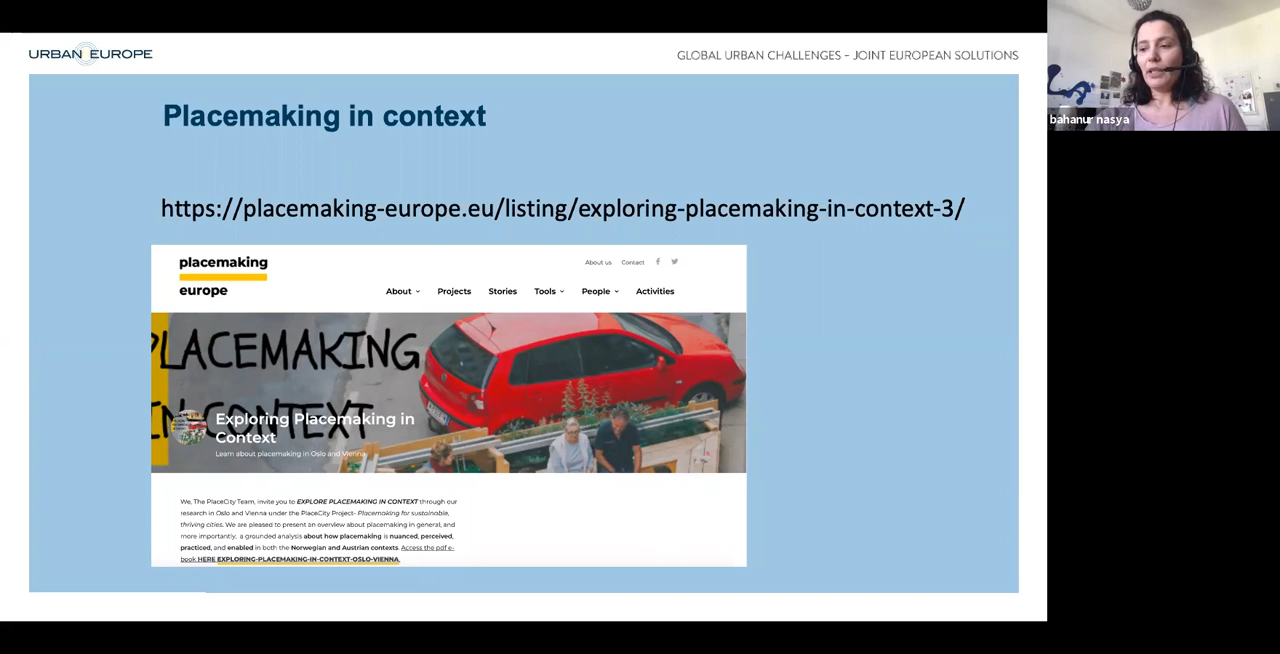 URBAN EUROPE
GLOBAL URBAN CHALLENGES – JOINT EUROPEAN SOLUTIONS
bahanur nasya
Placemaking in context
https://placemaking-europe.eu/listing/exploring-placemaking-in-context-3/
placemaking
europe
About us Contact
About Projects Stories Tools People Activities
PLACEMAKING
IN CONTEXT
Exploring Placemaking in
Context
Learn about placemaking in Oslo and Vienna
We, The PlaceCity Team, invite you to EXPLORE PLACEMAKING IN CONTEXT through our
research in Oslo and Vienna under the PlaceCity Project- Placemaking for sustainable,
thriving cities. We are pleased to present an overview about placemaking in general, and
more importantly, a grounded analysis about how placemaking is nuanced, perceived,
practiced, and enabled in both the Norwegian and Austrian contexts. Access the pdf e-
book HERE EXPLORING-PLACEMAKING-IN-CONTEXT-OSLO-VIENNA.